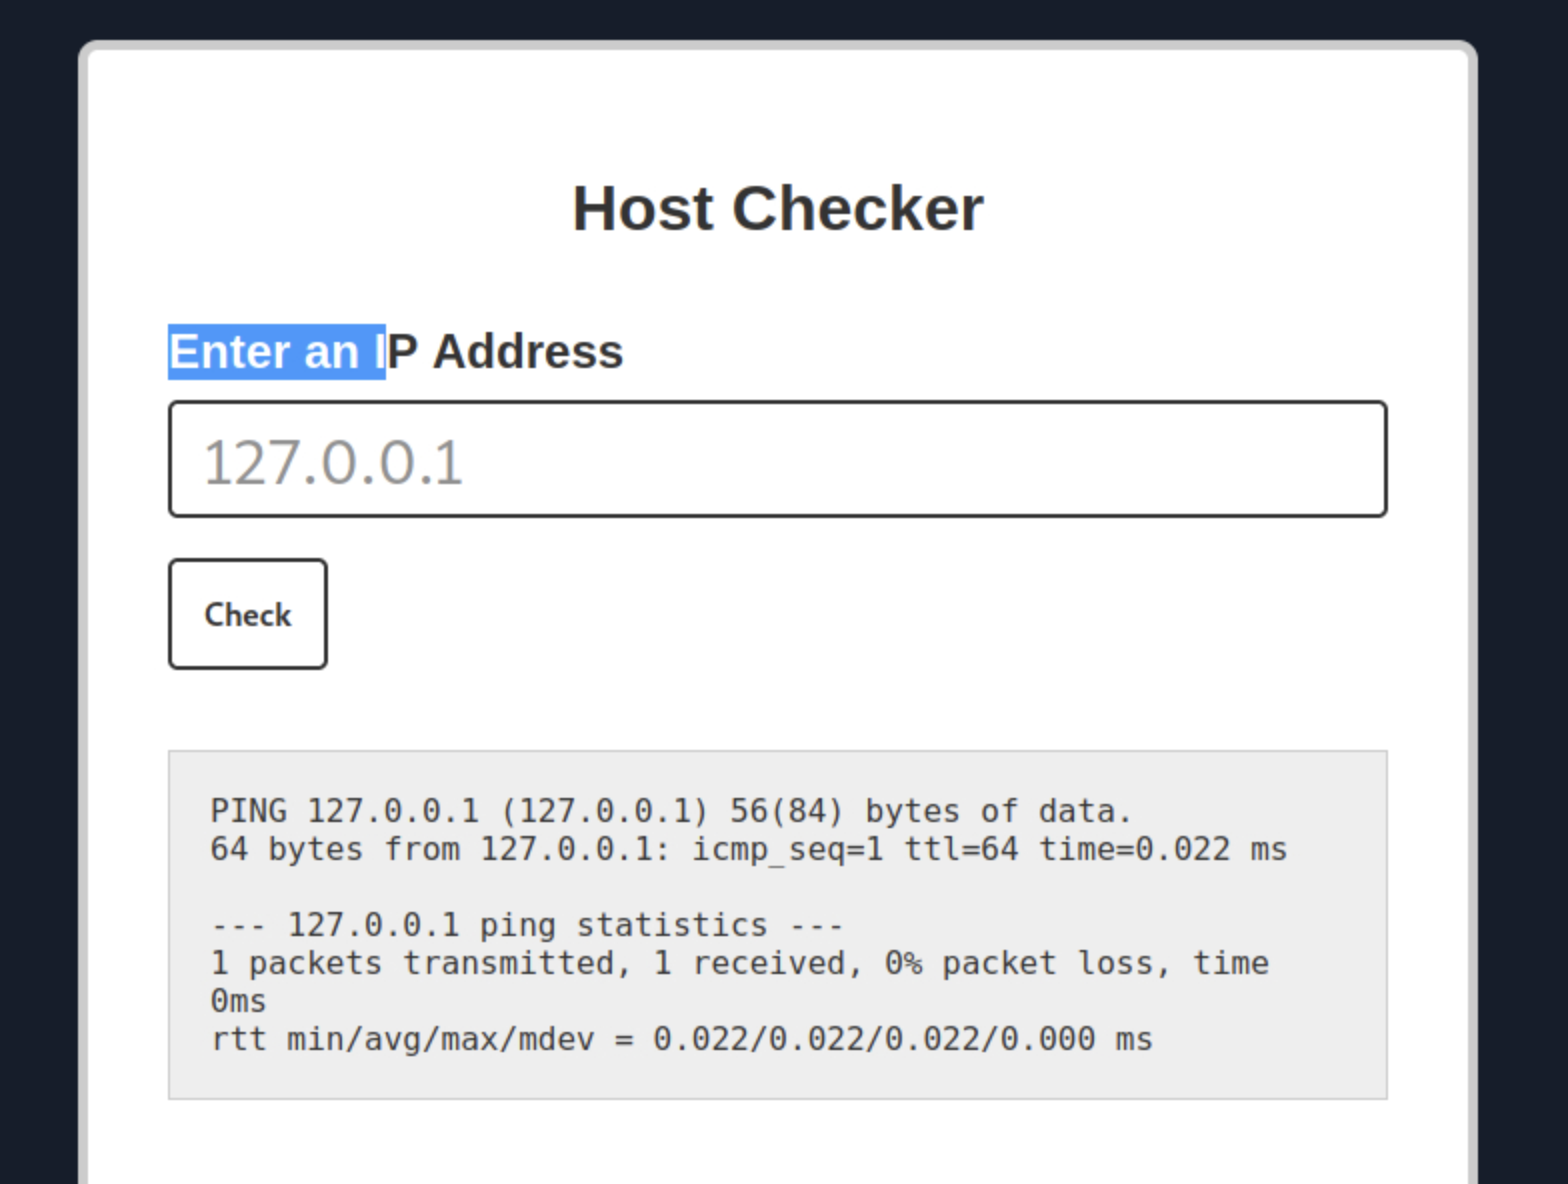 Host Checker
Enter an IP Address
127.0.0.1
Check
PING 127.0.0.1 (127.0.0.1) 56(84) bytes of data.
64 bytes from 127.0.0.1: icmp_seq=1 ttl=64 time=0.022 ms
--- 127.0.0.1 ping statistics ---
1 packets transmitted, 1 received, 0% packet loss, time
0ms
rtt min/avg/max/mdev = 0.022/0.022/0.022/0.000 ms